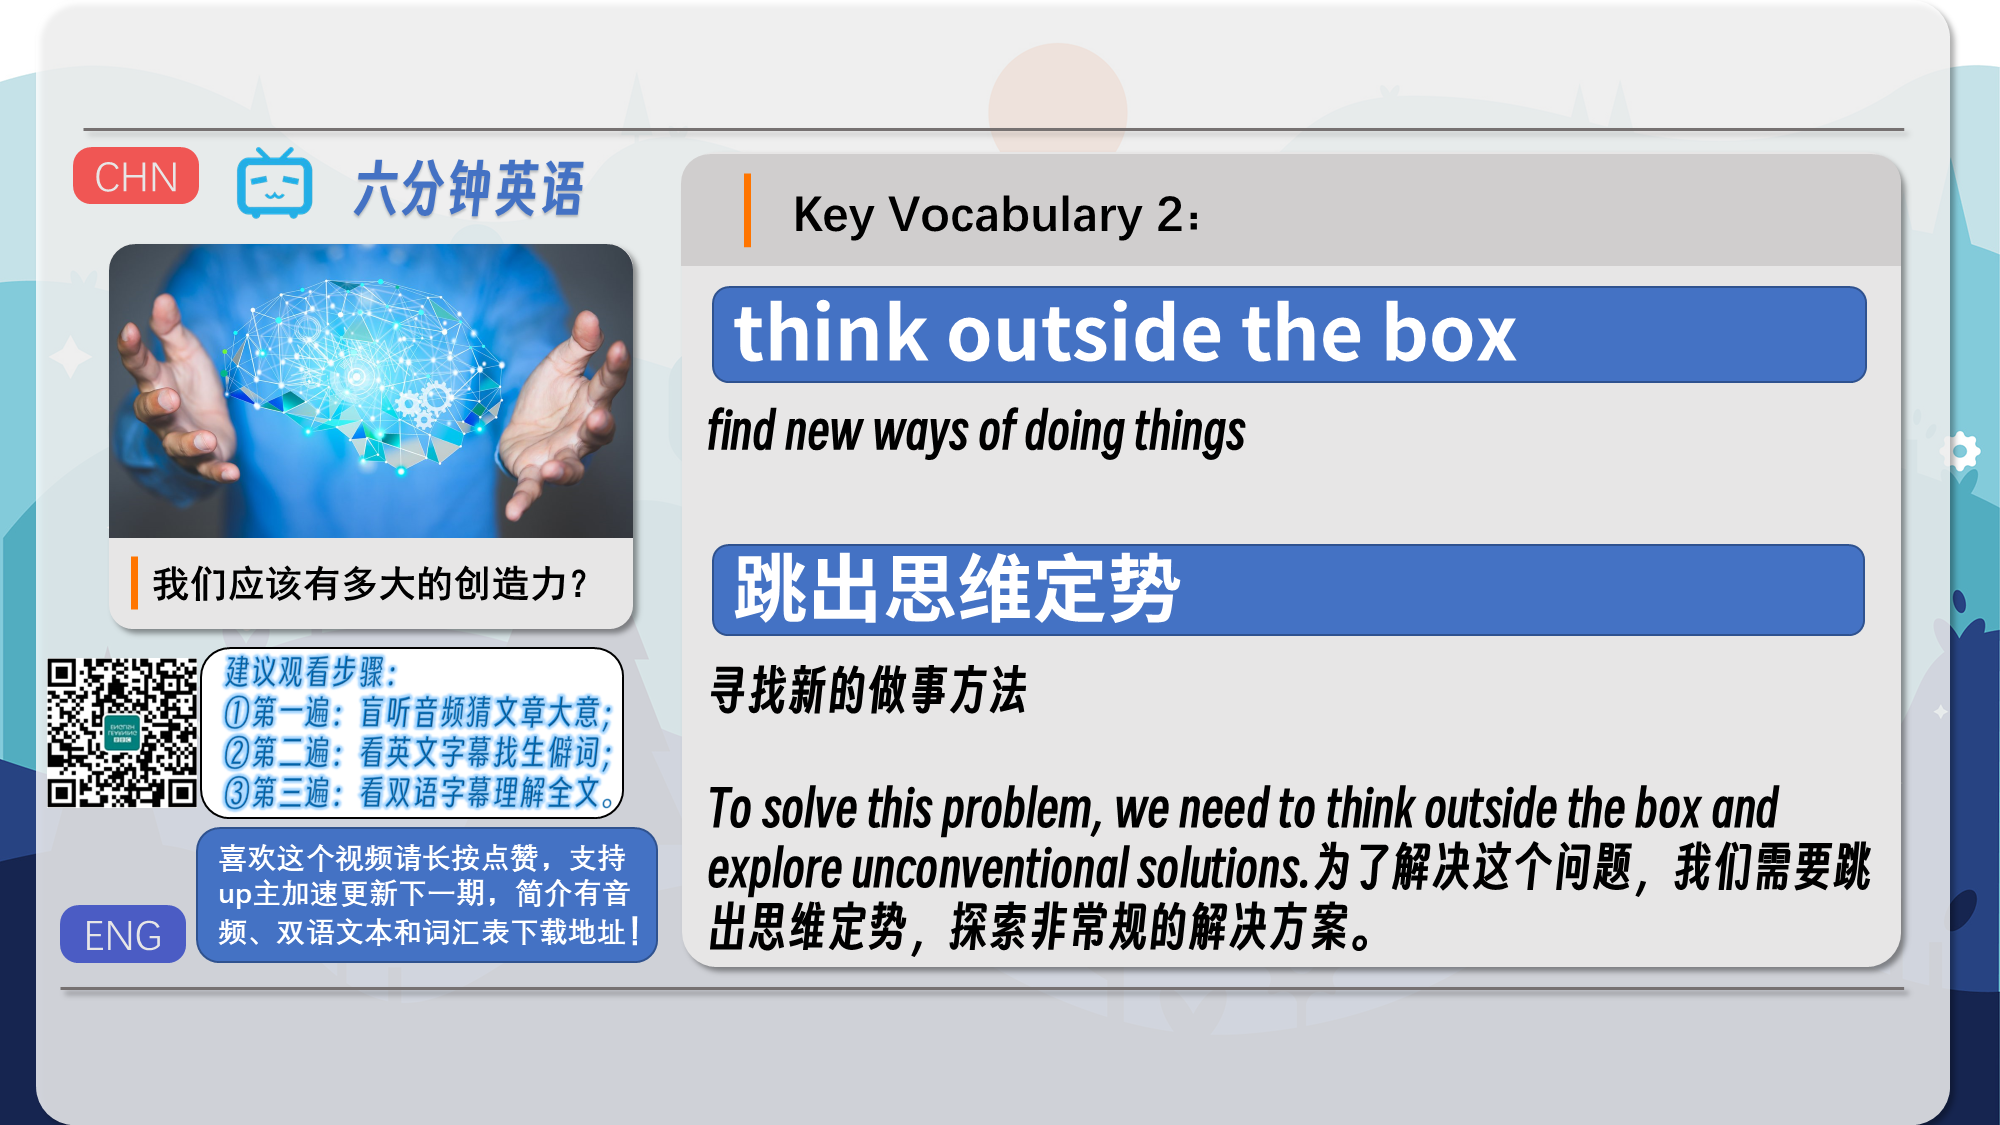 CHN
六分钟英语
我们应该有多大的创造力?
建议观看步骤:
①第一遍: 盲听音频猜文章大意;
②第二遍: 看英文字幕找生僻词;
③第三遍: 看双语字幕理解全文。
喜欢这个视频请长按点赞, 支持
up主加速更新下一期, 简介有音
频、双语文本和词汇表下载地址!
ENG
Key Vocabulary 2:
think outside the box
find new ways of doing things
跳出思维定势
寻找新的做事方法
To solve this problem, we need to think outside the box and
explore unconventional solutions.为了解决这个问题, 我们需要跳
出思维定势, 探索非常规的解决方案。